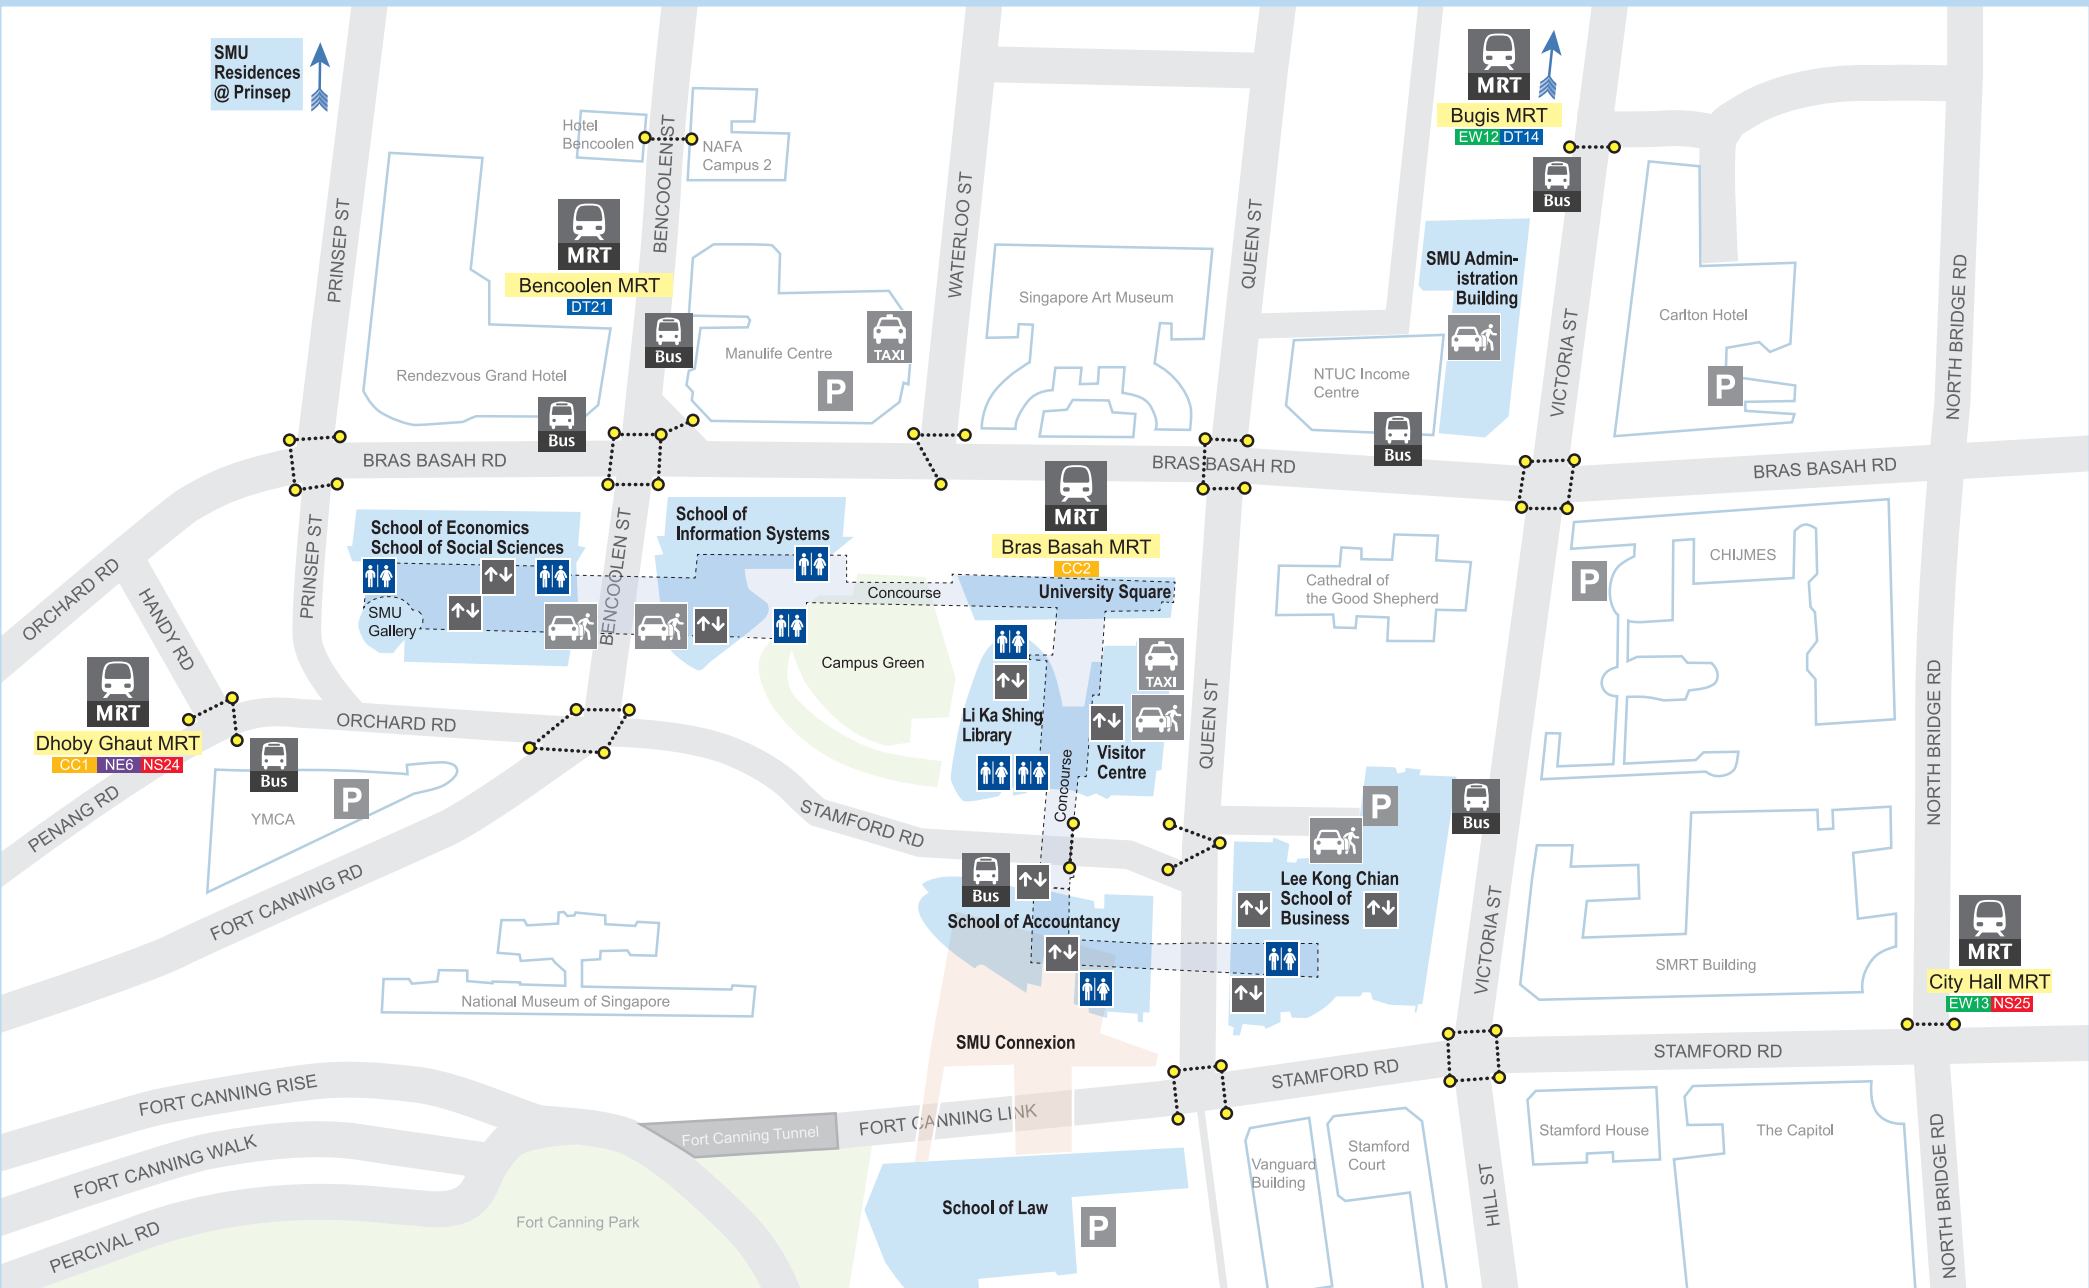 SMU
Residences
@ Prinsep
MRT
Bugis MRT
EW12 DT14
Hotel
Bencoolen
NAFA
Campus 2
BENCOOLEN ST
Bus
PRINSEP ST
MRT
Bencoolen MRT
DT21
WATERLOO ST
QUEEN ST
SMU Admin-
istration
Building
Singapore Art Museum
Carlton Hotel
NORTH BRIDGE RD
VICTORIA ST
Bus
Manulife Centre
TAXI
P
Rendezvous Grand Hotel
NTUC Income
Centre
P
Bus
Bus
BRAS BASAH RD
BRAS BASAH RD
BRAS BASAH RD
MRT
Bras Basah MRT
CC2
School of Economics
School of Social Sciences
School of
Information Systems
PRINSEP ST
BENCOOLEN ST
CHIJMES
P
Cathedral of
the Good Shepherd
Concourse
University Square
SMU
Gallery
ORCHARD RD
HANDY RD
Campus Green
TAXI
MRT
Dhoby Ghaut MRT
CC1 NE6 NS24
ORCHARD RD
Li Ka Shing
Library
QUEEN ST
NORTH BRIDGE RD
Visitor
Centre
Concourse
Bus
P
YMCA
PENANG RD
STAMFORD RD
P
Bus
FORT CANNING RD
Bus
Lee Kong Chian
School of
Business
School of Accountancy
VICTORIA ST
MRT
City Hall MRT
EW13 NS25
SMRT Building
National Museum of Singapore
SMU Connexion
STAMFORD RD
STAMFORD RD
FORT CANNING RISE
FORT CANNING LINK
Fort Canning Tunnel
FORT CANNING WALK
Stamford House
The Capitol
Stamford
Court
Vanguard
Building
School of Law
P
Fort Canning Park
HILL ST
NORTH BRIDGE RD
PERCIVAL RD